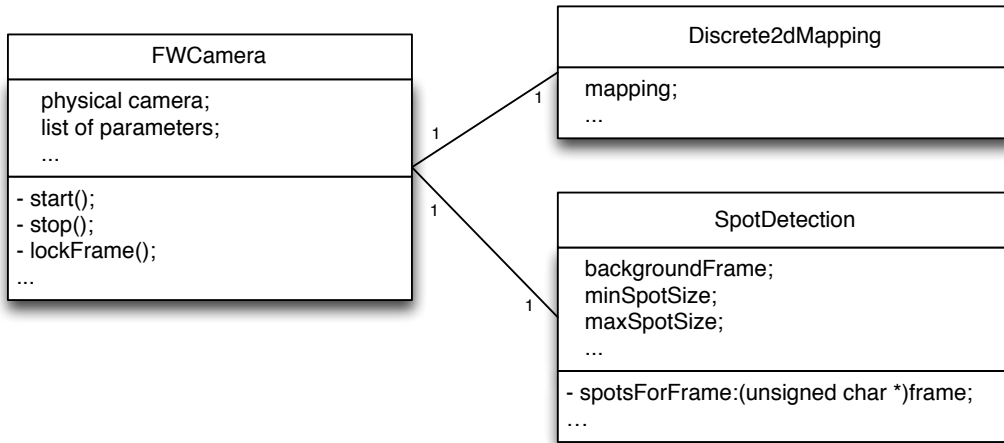 FWCamera
physical camera;
list of parameters;
...
- start();
- stop();
- lockFrame();
...
1
1
1
1
Discrete2dMapping
mapping;
...
SpotDetection
backgroundFrame;
minSpotSize;
maxSpotSize;
...
- spotsForFrame:(unsigned char *)frame;
...